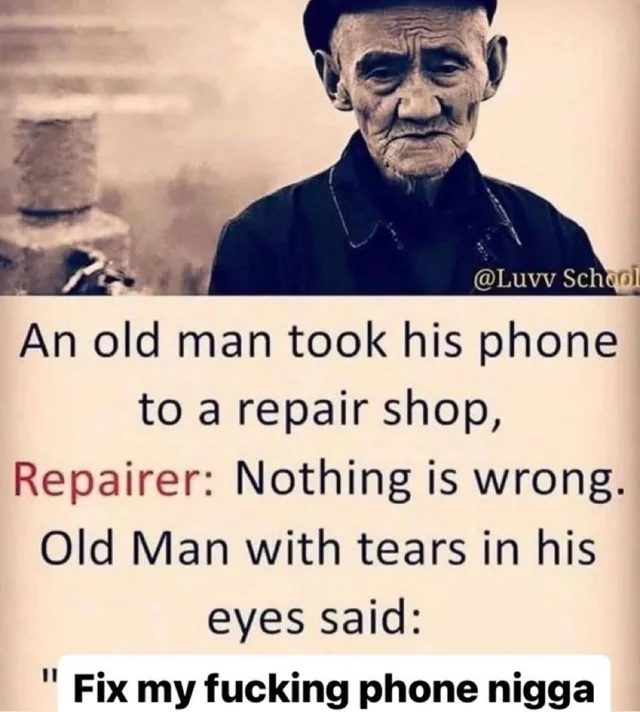 @Luvv School
An old man took his phone
to a repair shop,
Repairer: Nothing is wrong.
Old Man with tears in his
eyes said:
" Fix my fucking phone nigga